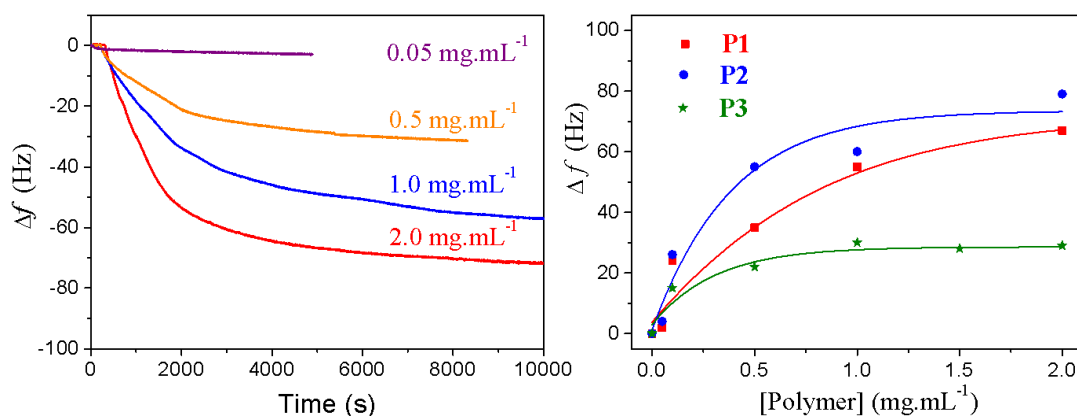 0
-20
-40
-60
-80
-100
Δf (Hz)
0 2000 4000 6000 8000 10000
Time (s)
0.05 mg.mL⁻¹
0.5 mg.mL⁻¹
1.0 mg.mL⁻¹
2.0 mg.mL⁻¹
100
80
60
40
20
0
Δf (Hz)
P1
P2
P3
0.0 0.5 1.0 1.5 2.0
[Polymer] (mg.mL⁻¹)